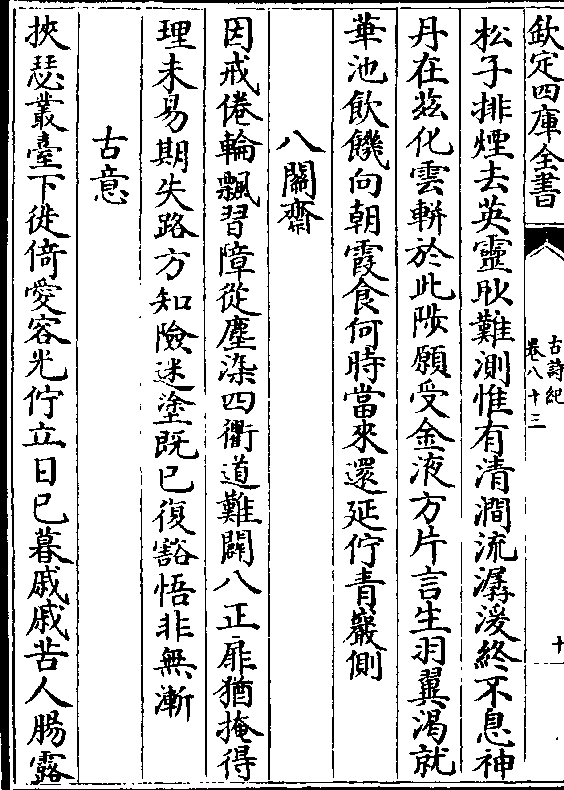 欽定四庫全書
古詩紀
卷八十三
十
松子排煙去英靈眇難測惟有清澗流潺湲終不息神
丹在茲化雲軿於此陟願受金液方片言生羽翼渴就
華池飲饑向朝霞食何時當來還延佇青巖側
八關齋
因戒倦輪飄習障從塵染四衢道難闢八正扉猶掩得
理未易期失路方知險迷塗既已復豁悟非無漸
古意
挾瑟叢臺下徙倚愛容光佇立日已暮戚戚苦人腸露